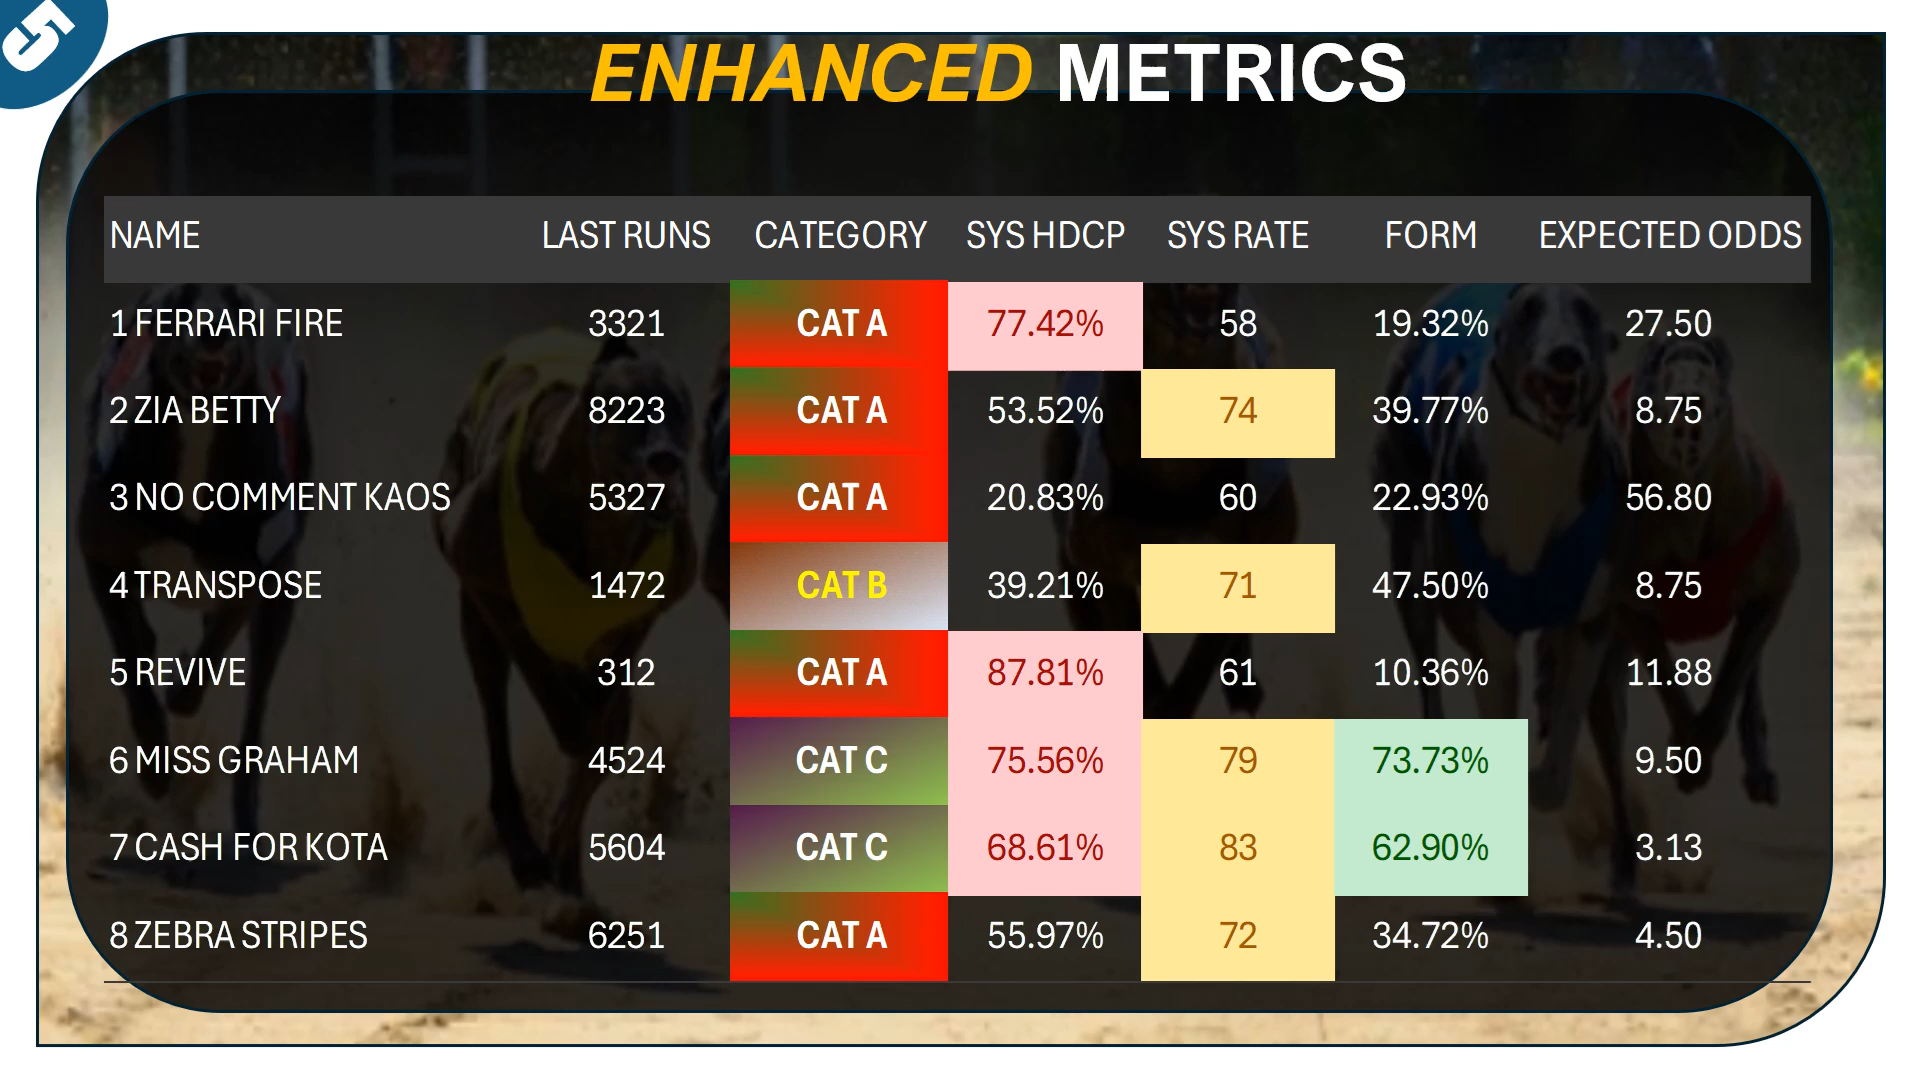 5
ENHANCED METRICS
NAME LAST RUNS CATEGORY SYS HDCP SYS RATE FORM EXPECTED ODDS
1 FERRARI FIRE 3321 CAT A 77.42% 58 19.32% 27.50
2 ZIA BETTY 8223 CAT A 53.52% 74 39.77% 8.75
3 NO COMMENT KAOS 5327 CAT A 20.83% 60 22.93% 56.80
4 TRANSPOSE 1472 CAT B 39.21% 71 47.50% 8.75
5 REVIVE 312 CAT A 87.81% 61 10.36% 11.88
6 MISS GRAHAM 4524 CAT C 75.56% 79 73.73% 9.50
7 CASH FOR KOTA 5604 CAT C 68.61% 83 62.90% 3.13
8 ZEBRA STRIPES 6251 CAT A 55.97% 72 34.72% 4.50